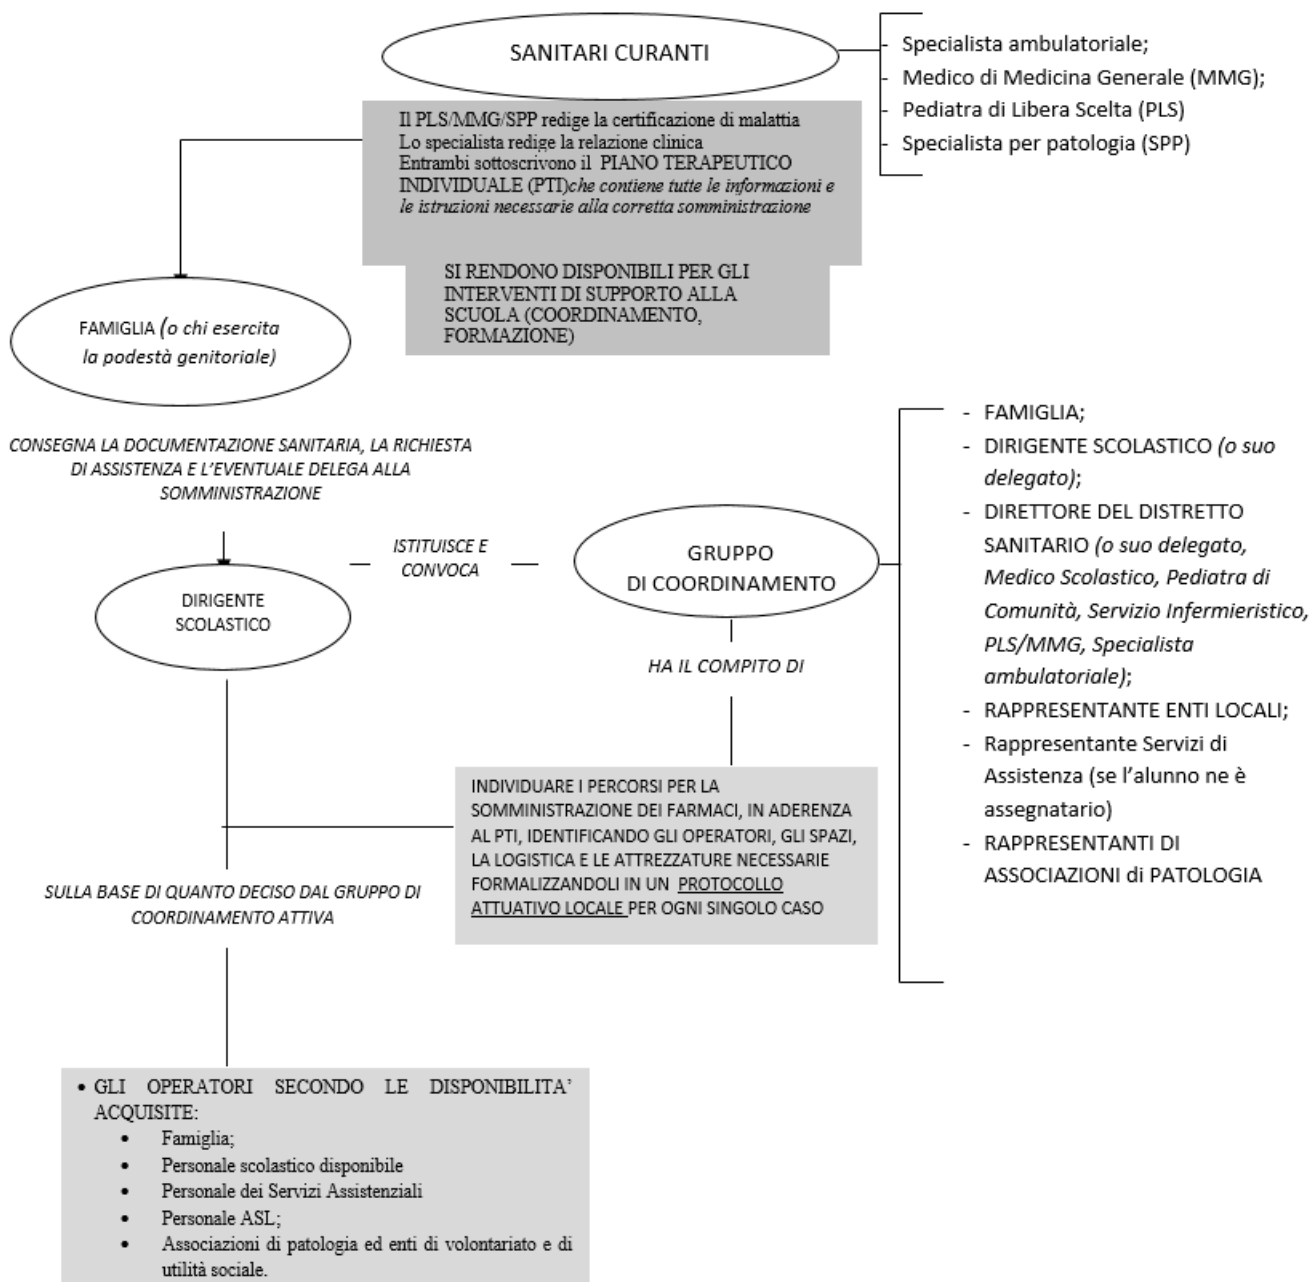 SANITARI CURANTI
- Specialista ambulatoriale;
- Medico di Medicina Generale (MMG);
- Pediatra di Libera Scelta (PLS)
- Specialista per patologia (SPP)
Il PLS/MMG/SPP redige la certificazione di malattia
Lo specialista redige la relazione clinica
Entrambi sottoscrivono il PIANO TERAPEUTICO
INDIVIDUALE (PTI)che contiene tutte le informazioni e
le istruzioni necessarie alla corretta somministrazione
SI RENDONO DISPONIBILI PER GLI
INTERVENTI DI SUPPORTO ALLA
SCUOLA (COORDINAMENTO,
FORMAZIONE)
FAMIGLIA (o chi esercita
la podestà genitoriale)
CONSEGNA LA DOCUMENTAZIONE SANITARIA, LA RICHIESTA
DI ASSISTENZA E L'EVENTUALE DELEGA ALLA
SOMMINISTRAZIONE
DIRIGENTE
SCOLASTICO
ISTITUISCE E
CONVOCA
GRUPPO
DI COORDINAMENTO
- FAMIGLIA;
- DIRIGENTE SCOLASTICO (o suo
delegato);
- DIRETTORE DEL DISTRETTO
SANITARIO (o suo delegato,
Medico Scolastico, Pediatra di
Comunità, Servizio Infermieristico,
PLS/MMG, Specialista
ambulatoriale);
- RAPPRESENTANTE ENTI LOCALI;
- Rappresentante Servizi di
Assistenza (se l'alunno ne è
assegnatario)
- RAPPRESENTANTI DI
ASSOCIAZIONI di PATOLOGIA
HA IL COMPITO DI
INDIVIDUARE I PERCORSI PER LA
SOMMINISTRAZIONE DEI FARMACI, IN ADERENZA
AL PTI, IDENTIFICANDO GLI OPERATORI, GLI SPAZI,
LA LOGISTICA E LE ATTREZZATURE NECESSARIE
FORMALIZZANDOLI IN UN PROTOCOLLO
ATTUATIVO LOCALE PER OGNI SINGOLO CASO
SULLA BASE DI QUANTO DECISO DAL GRUPPO DI
COORDINAMENTO ATTIVA
• GLI OPERATORI SECONDO LE DISPONIBILITA'
ACQUISITE:
• Famiglia;
• Personale scolastico disponibile
• Personale dei Servizi Assistenziali
• Personale ASL;
• Associazioni di patologia ed enti di volontariato e di
utilità sociale.